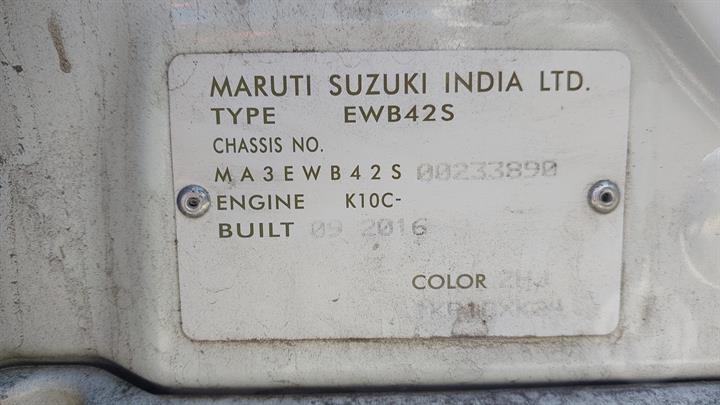 MARUTI SUZUKI INDIA LTD.
TYPE EWB42S
CHASSIS NO.
MA3EWB42S 00233890
ENGINE K10C-
BUILT 09 2016
COLOR